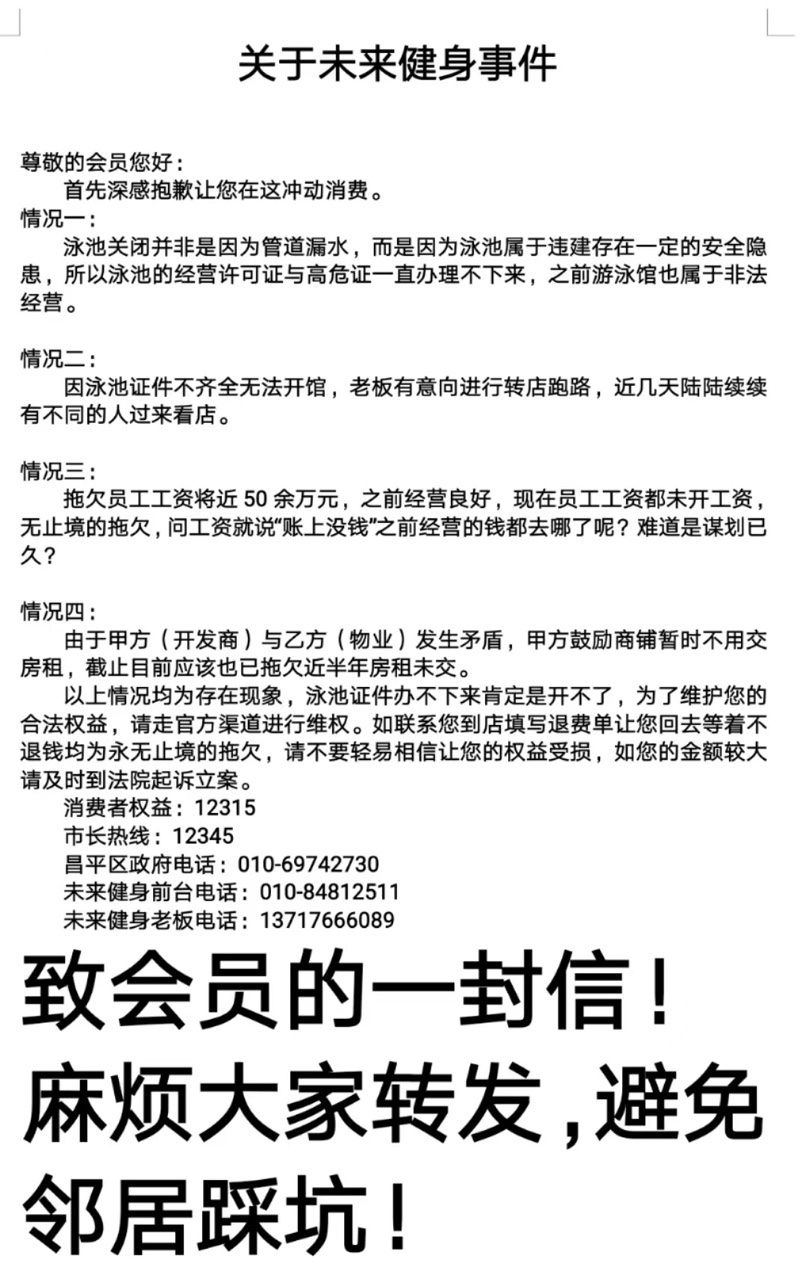 关于未来健身事件
尊敬的会员您好：
首先深感抱歉让您在这冲动消费。
情况一：
泳池关闭并非是因为管道漏水，而是因为泳池属于违建存在一定的安全隐
患，所以泳池的经营许可证与高危证一直办理不下来，之前游泳馆也属于非法
经营。
情况二：
因泳池证件不齐全无法开馆，老板有意向进行转店跑路，近几天陆陆续续
有不同的人过来看店。
情况三：
拖欠员工工资将近 50 余万元，之前经营良好，现在员工工资都未开工资，
无止境的拖欠，问工资就说“账上没钱”之前经营的钱都去哪了呢？难道是谋划已
久？
情况四：
由于甲方（开发商）与乙方（物业）发生矛盾，甲方鼓励商铺暂时不用交
房租，截止目前应该也已拖欠近半年房租未交。
以上情况均为存在现象，泳池证件办不下来肯定是开不了，为了维护您的
合法权益，请走官方渠道进行维权。如联系您到店填写退费单让您回去等着不
退钱均为永无止境的拖欠，请不要轻易相信让您的权益受损，如您的金额较大
请及时到法院起诉立案。
消费者权益：12315
市长热线：12345
昌平区政府电话：010-69742730
未来健身前台电话：010-84812511
未来健身老板电话：13717666089
致会员的一封信！
麻烦大家转发，避免
邻居踩坑！